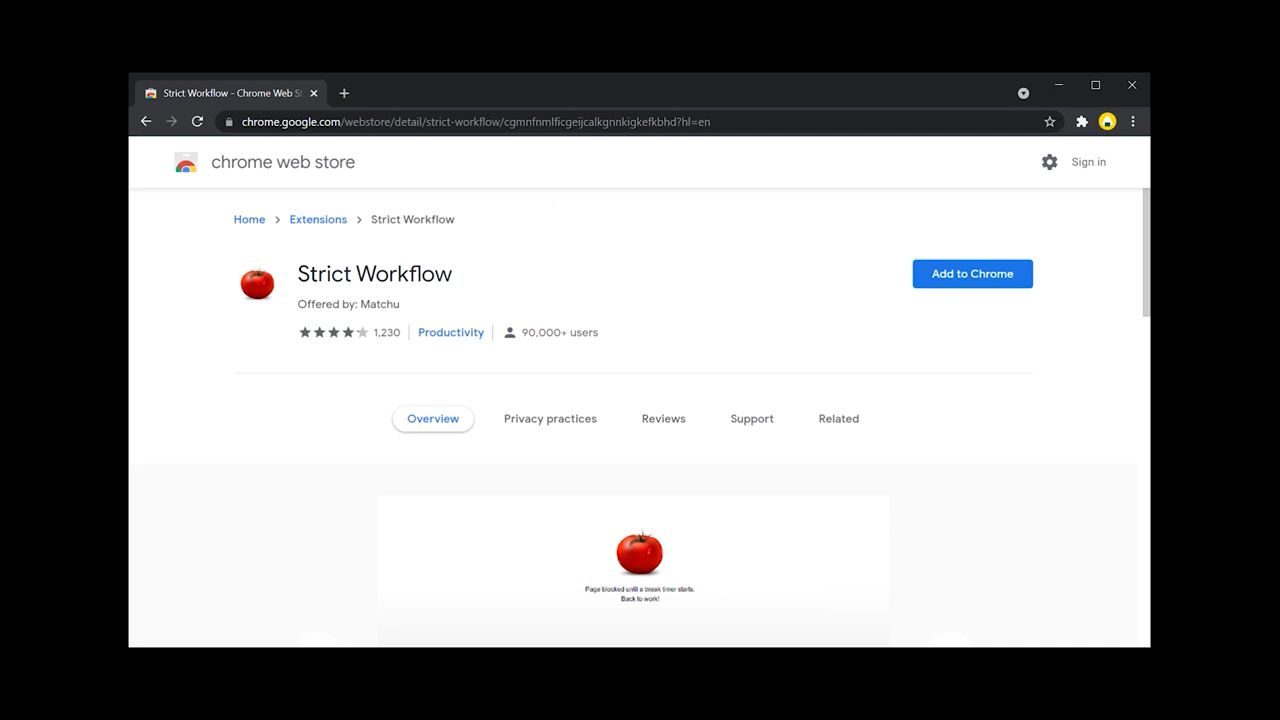 Strict Workflow - Chrome Web St
chrome.google.com/webstore/detail/strict-workflow/cgmnfnmlficgeijcalkgnnkigkefkbhd?hl=en
chrome web store
Sign in
Home > Extensions > Strict Workflow
Strict Workflow
Add to Chrome
Offered by: Matchu
1,230 Productivity 90,000+ users
Overview Privacy practices Reviews Support Related
Page blocked until a break timer starts.
Back to work!